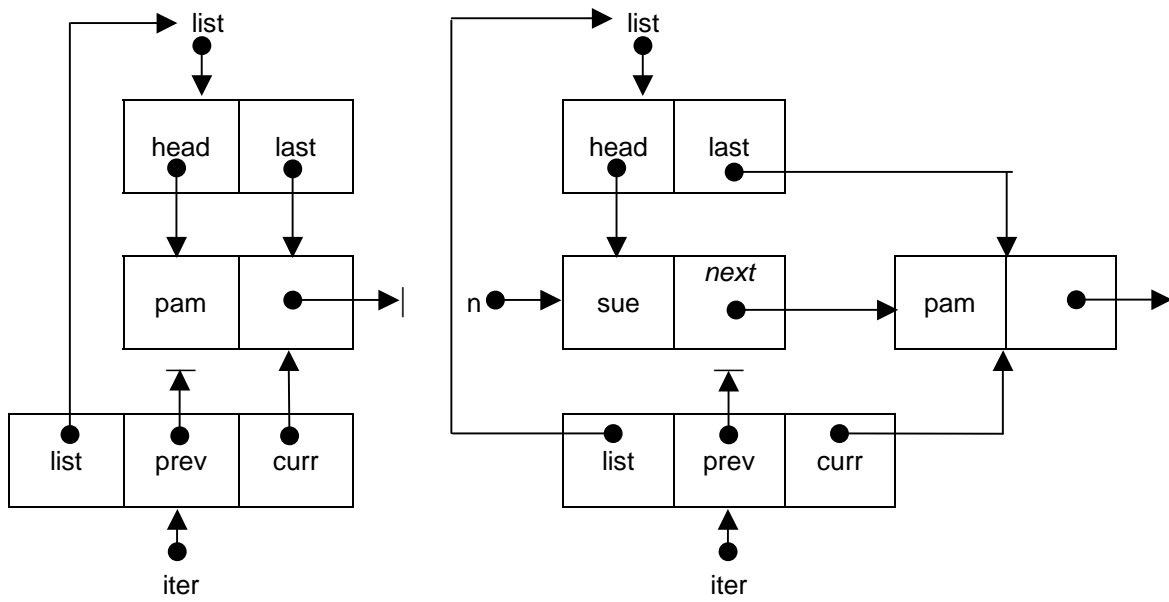 list
head last
pam
list prev curr
iter
list
head last
n sue next pam
list prev curr
iter